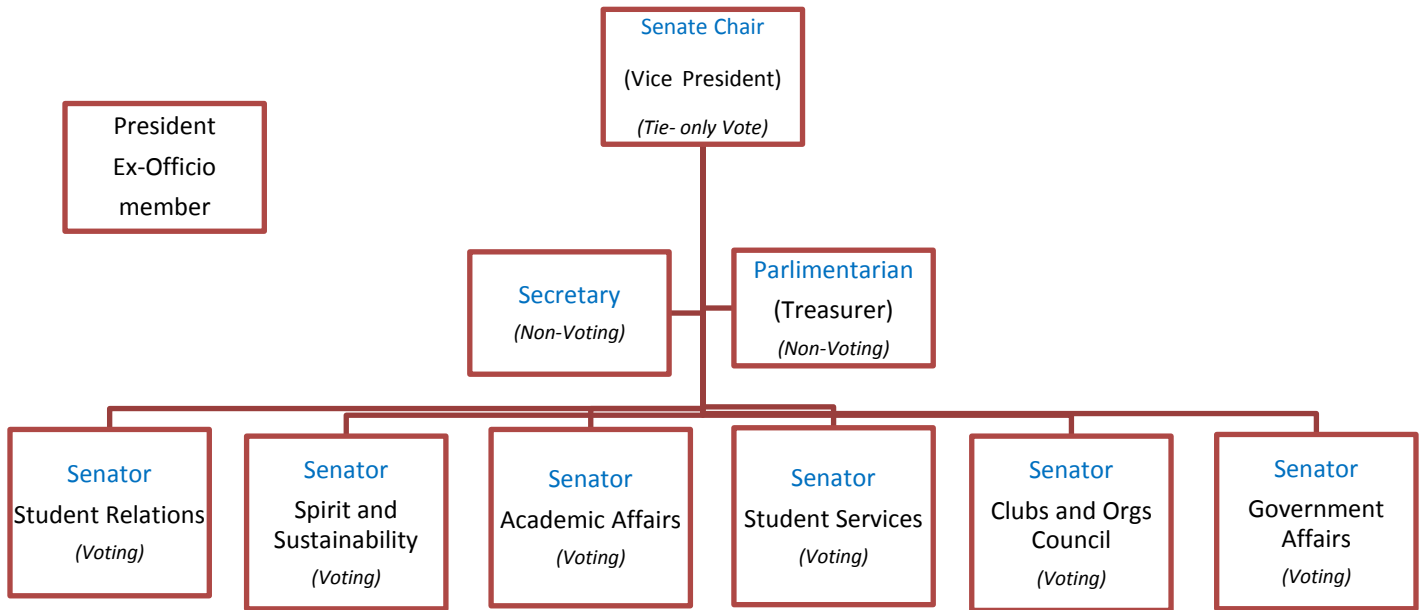 Senate Chair
(Vice President)
(Tie- only Vote)
President
Ex-Officio
member
Secretary
(Non-Voting)
Parlimentarian
(Treasurer)
(Non-Voting)
Senator
Student Relations
(Voting)
Senator
Spirit and
Sustainability
(Voting)
Senator
Academic Affairs
(Voting)
Senator
Student Services
(Voting)
Senator
Clubs and Orgs
Council
(Voting)
Senator
Government
Affairs
(Voting)